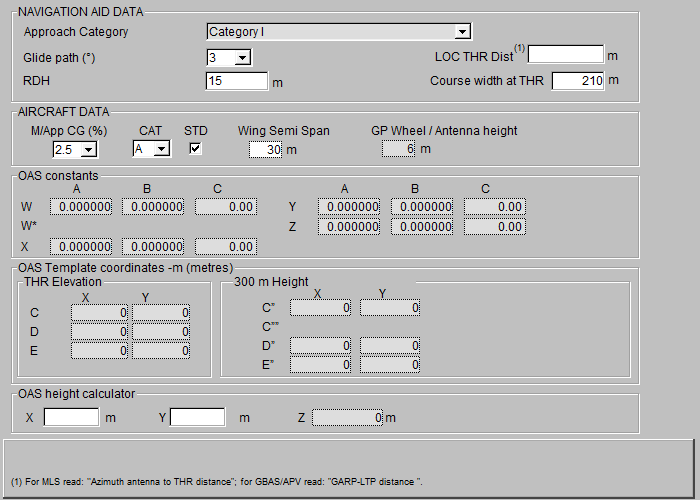 NAVIGATION AID DATA
Approach Category Category I
Glide path (°) 3 LOC THR Dist (1) m
RDH 15 m Course width at THR 210 m
AIRCRAFT DATA
M/App CG (%) CAT STD Wing Semi Span GP Wheel / Antenna height
2.5 A 30 m 6 m
OAS constants
A B C A B C
W 0.000000 0.000000 0.00 Y 0.000000 0.000000 0.00
W* Z 0.000000 0.000000 0.00
X 0.000000 0.000000 0.00
OAS Template coordinates -m (metres)
THR Elevation 300 m Height
X Y X Y
C 0 0 C" 0 0
C""
D 0 0 D" 0 0
E 0 0 E" 0 0
OAS height calculator
X m Y m Z 0 m
(1) For MLS read: "Azimuth antenna to THR distance"; for GBAS/APV read: "GARP-LTP distance ".